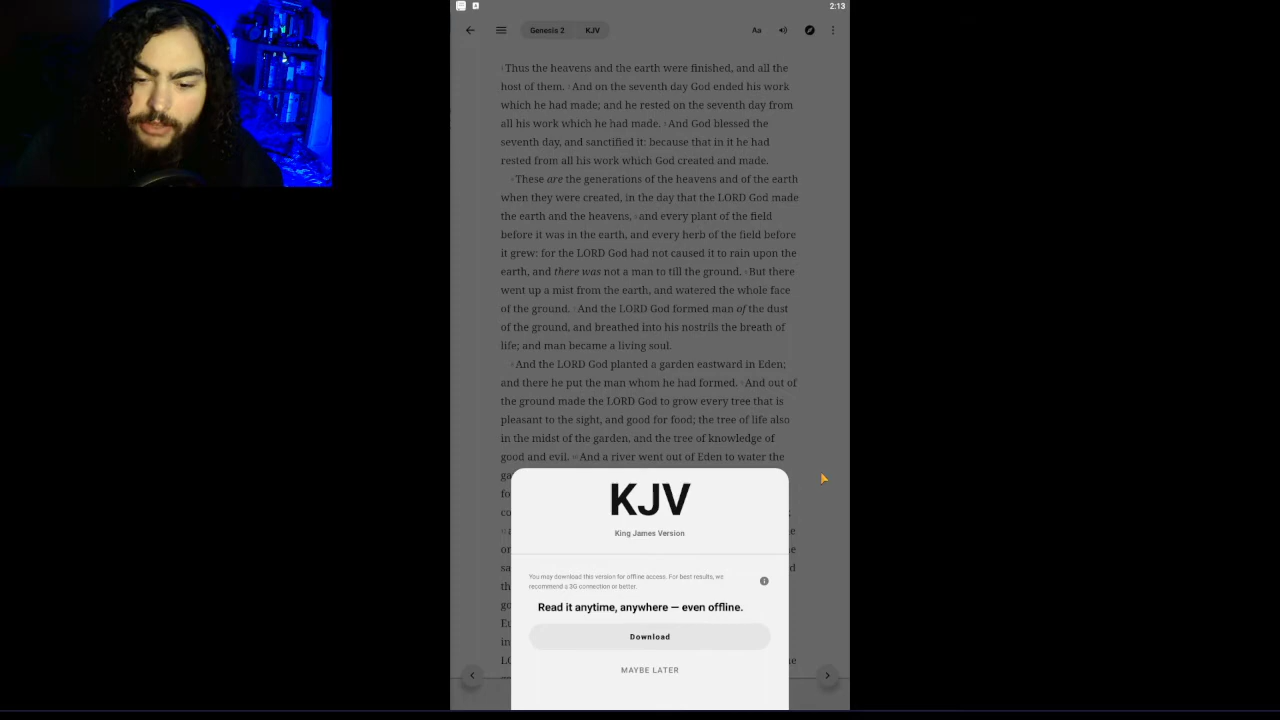 2:13
Genesis 2 KJV Aa
Thus the heavens and the earth were finished, and all the
host of them. And on the seventh day God ended his work
which he had made; and he rested on the seventh day from
all his work which he had made. And God blessed the
seventh day, and sanctified it: because that in it he had
rested from all his work which God created and made.
These are the generations of the heavens and of the earth
when they were created, in the day that the LORD God made
the earth and the heavens, and every plant of the field
before it was in the earth, and every herb of the field before
it grew: for the LORD God had not caused it to rain upon the
earth, and there was not a man to till the ground. But there
went up a mist from the earth, and watered the whole face
of the ground. And the LORD God formed man of the dust
of the ground, and breathed into his nostrils the breath of
life; and man became a living soul.
And the LORD God planted a garden eastward in Eden;
and there he put the man whom he had formed. And out of
the ground made the LORD God to grow every tree that is
pleasant to the sight, and good for food; the tree of life also
in the midst of the garden, and the tree of knowledge of
good and evil. 10 And a river went out of Eden to water the
KJV
King James Version
You may download this version for offline access. For best results, we
recommend a 3G connection or better.
Read it anytime, anywhere — even offline.
Download
MAYBE LATER